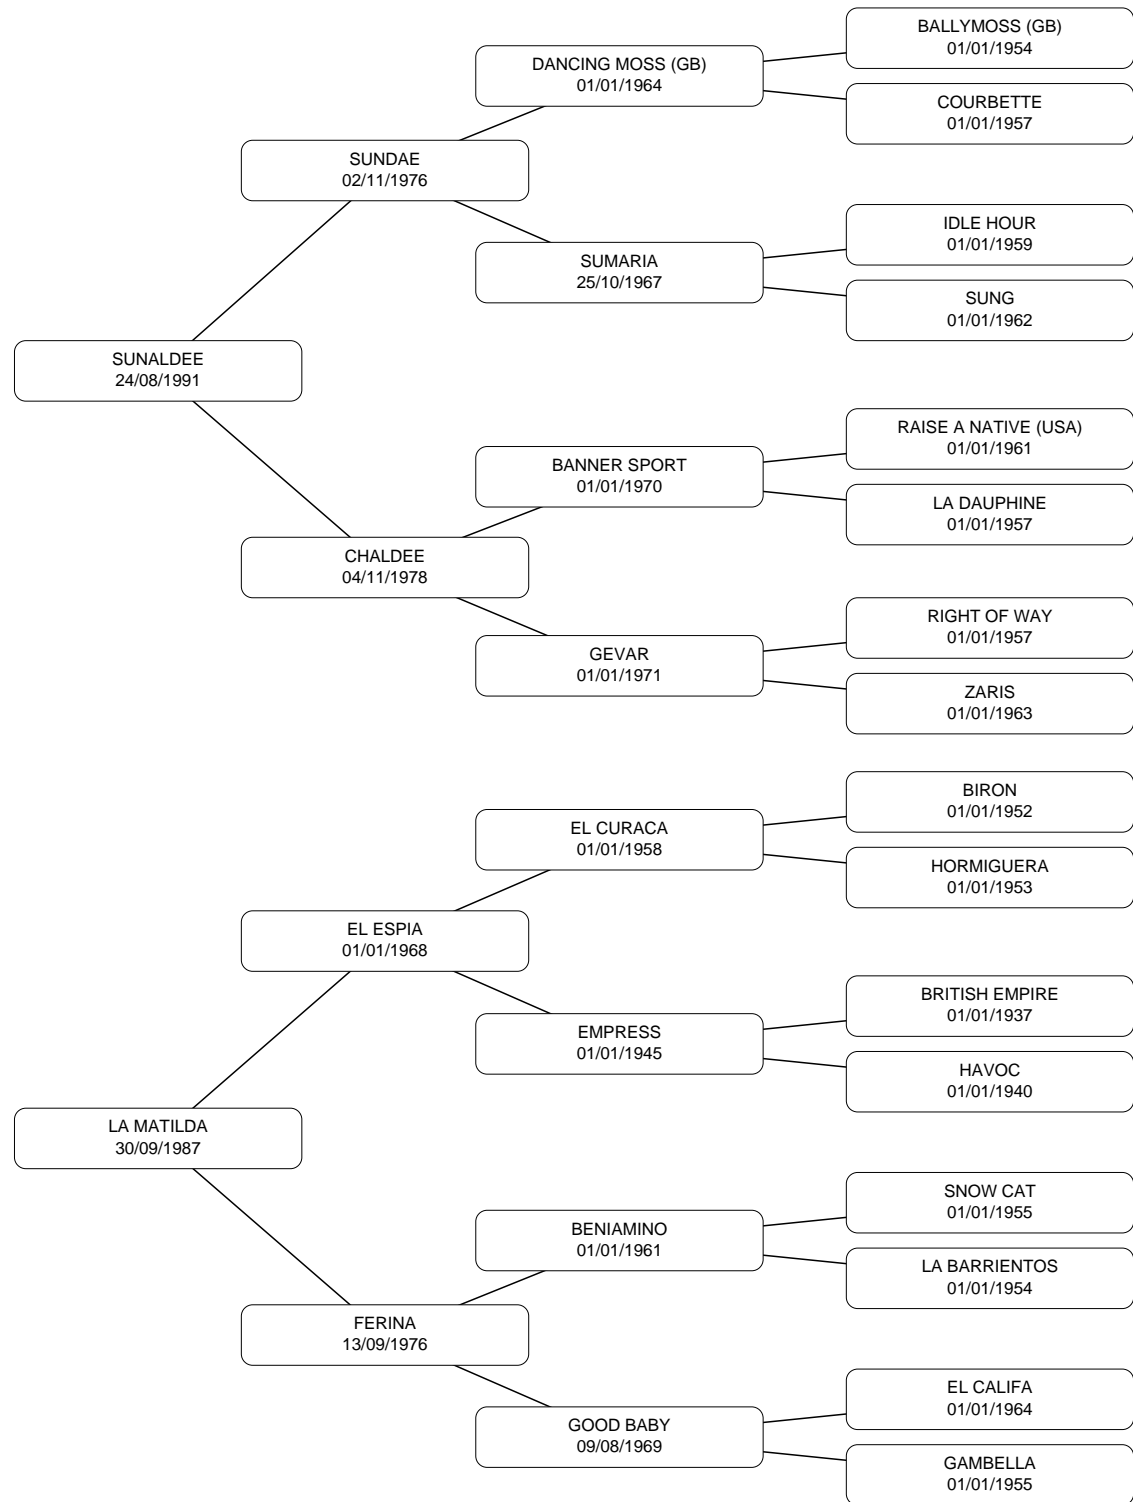 BALLYMOSS (GB)
01/01/1954
DANCING MOSS (GB)
01/01/1964
COURBETTE
01/01/1957
SUNDAE
02/11/1976
IDLE HOUR
01/01/1959
SUMARIA
25/10/1967
SUNG
01/01/1962
SUNALDEE
24/08/1991
RAISE A NATIVE (USA)
01/01/1961
BANNER SPORT
01/01/1970
LA DAUPHINE
01/01/1957
CHALDEE
04/11/1978
RIGHT OF WAY
01/01/1957
GEVAR
01/01/1971
ZARIS
01/01/1963
BIRON
01/01/1952
EL CURACA
01/01/1958
HORMIGUERA
01/01/1953
EL ESPIA
01/01/1968
BRITISH EMPIRE
01/01/1937
EMPRESS
01/01/1945
HAVOC
01/01/1940
LA MATILDA
30/09/1987
SNOW CAT
01/01/1955
BENIAMINO
01/01/1961
LA BARRIENTOS
01/01/1954
FERINA
13/09/1976
EL CALIFA
01/01/1964
GOOD BABY
09/08/1969
GAMBELLA
01/01/1955